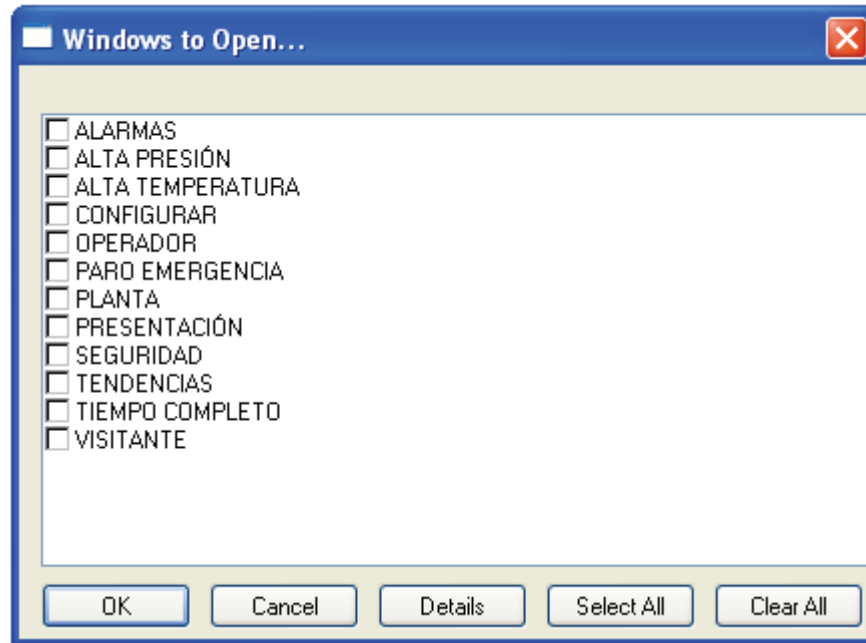 Windows to Open...
ALARMAS
ALTA PRESIÓN
ALTA TEMPERATURA
CONFIGURAR
OPERADOR
PARO EMERGENCIA
PLANTA
PRESENTACIÓN
SEGURIDAD
TENDENCIAS
TIEMPO COMPLETO
VISITANTE
OK Cancel Details Select All Clear All